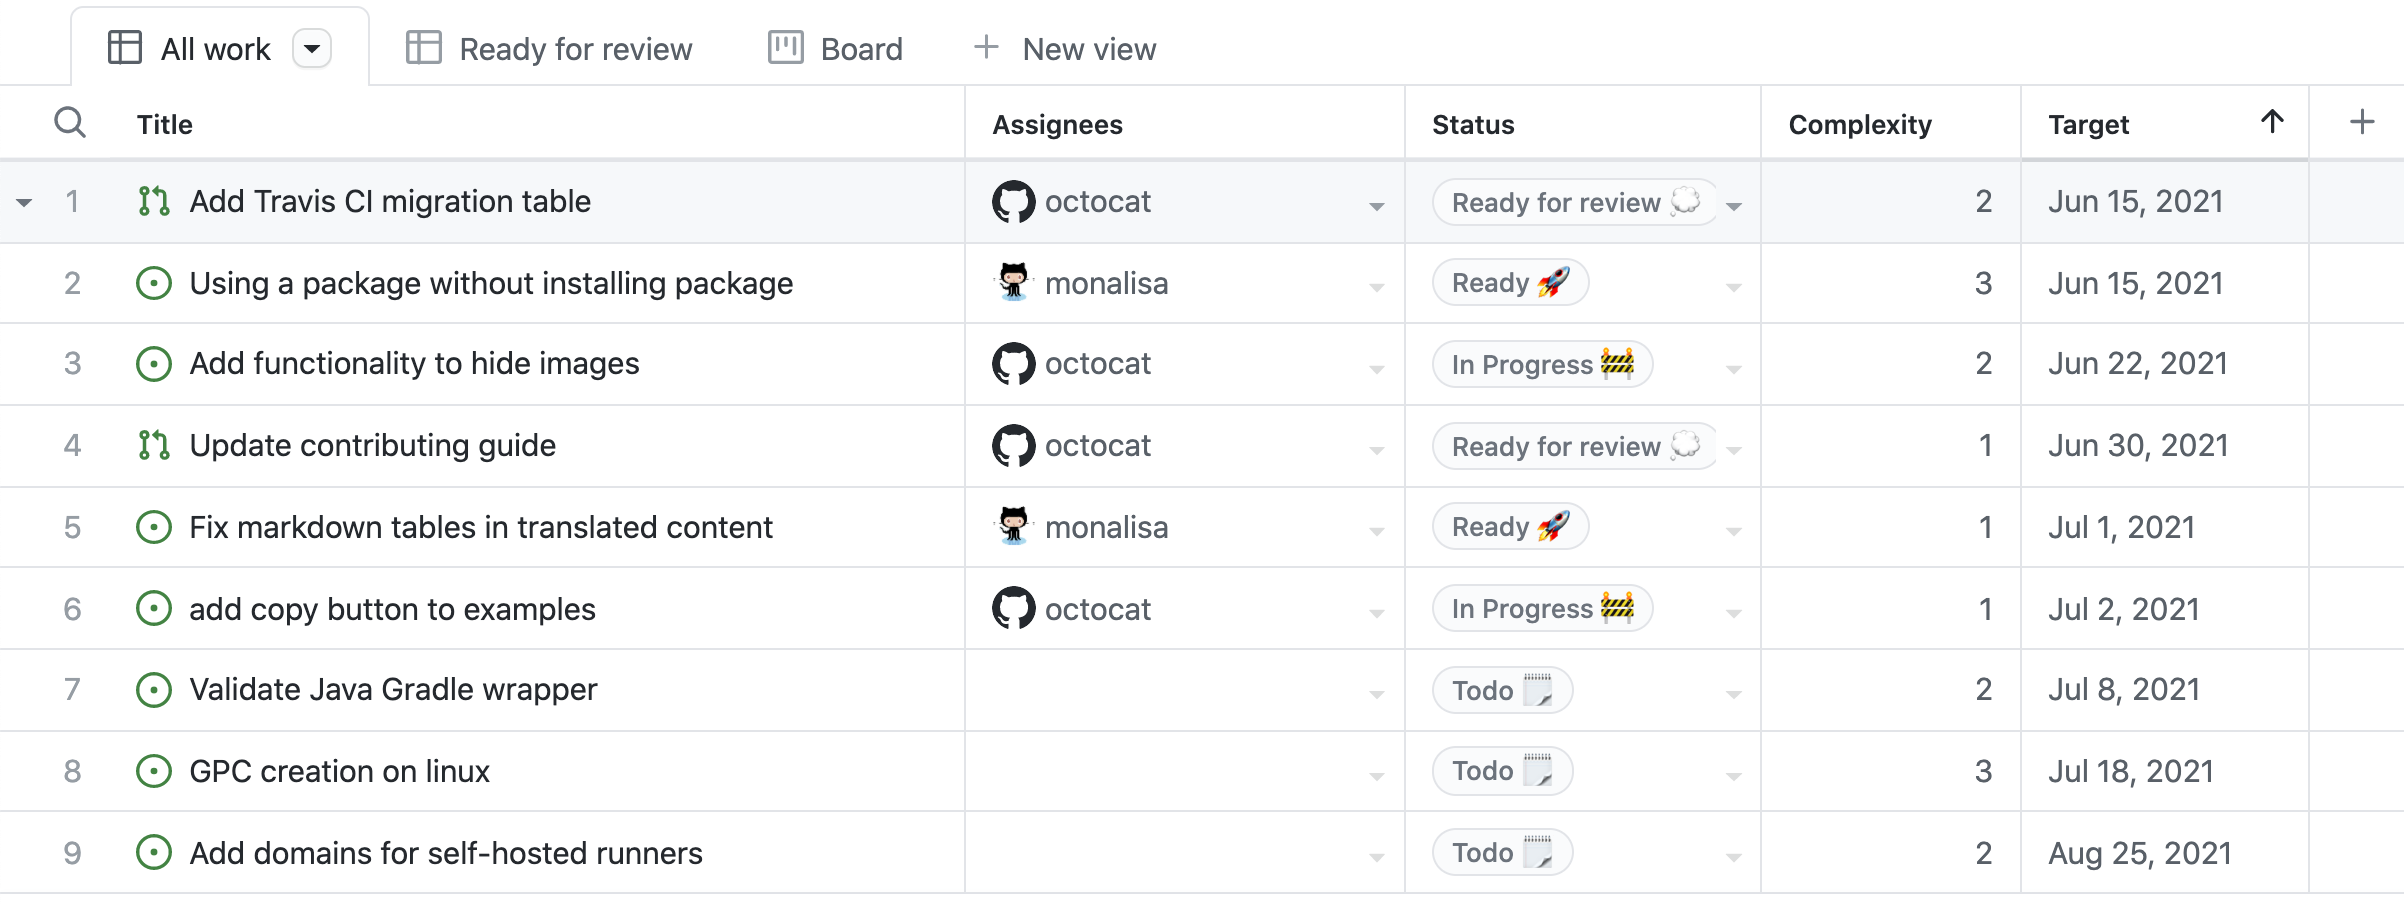 All work Ready for review Board New view
Title Assignees Status Complexity Target
1 Add Travis CI migration table octocat Ready for review 2 Jun 15, 2021
2 Using a package without installing package monalisa Ready 3 Jun 15, 2021
3 Add functionality to hide images octocat In Progress 2 Jun 22, 2021
4 Update contributing guide octocat Ready for review 1 Jun 30, 2021
5 Fix markdown tables in translated content monalisa Ready 1 Jul 1, 2021
6 add copy button to examples octocat In Progress 1 Jul 2, 2021
7 Validate Java Gradle wrapper Todo 2 Jul 8, 2021
8 GPC creation on linux Todo 3 Jul 18, 2021
9 Add domains for self-hosted runners Todo 2 Aug 25, 2021